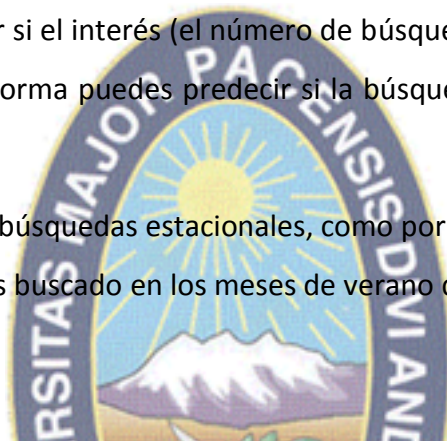 r si el interés (el número de búsque
orma puedes predecir si la búsque
búsquedas estacionales, como por
s buscado en los meses de verano
ERSITAS MAJOR PACENSIS DIVI AN